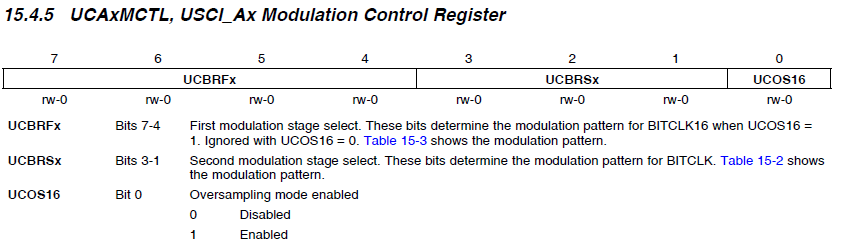 15.4.5 UCAxMCTL, USCI_Ax Modulation Control Register
7 6 5 4 3 2 1 0
UCBRFx UCBRSx UCOS16
rw-0 rw-0 rw-0 rw-0 rw-0 rw-0 rw-0 rw-0
UCBRFx Bits 7-4 First modulation stage select. These bits determine the modulation pattern for BITCLK16 when UCOS16 =
1. Ignored with UCOS16 = 0. Table 15-3 shows the modulation pattern.
UCBRSx Bits 3-1 Second modulation stage select. These bits determine the modulation pattern for BITCLK. Table 15-2 shows
the modulation pattern.
UCOS16 Bit 0 Oversampling mode enabled
0 Disabled
1 Enabled